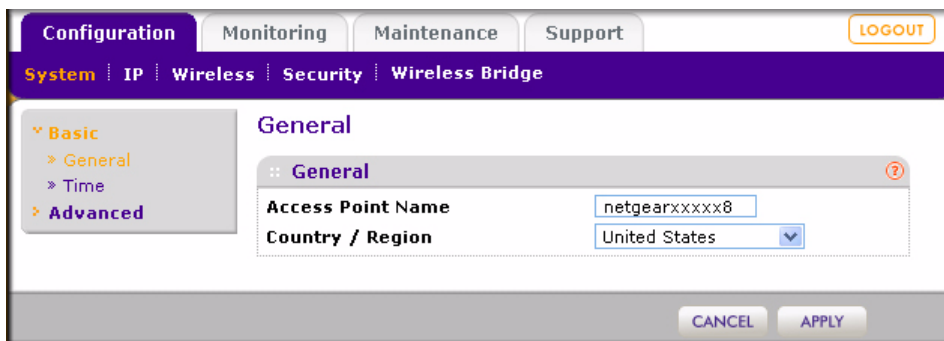 Configuration Monitoring Maintenance Support LOGOUT
System IP Wireless Security Wireless Bridge
Basic
» General
» Time
Advanced
General
General ?
Access Point Name netgearxxxxx8
Country / Region United States
CANCEL APPLY